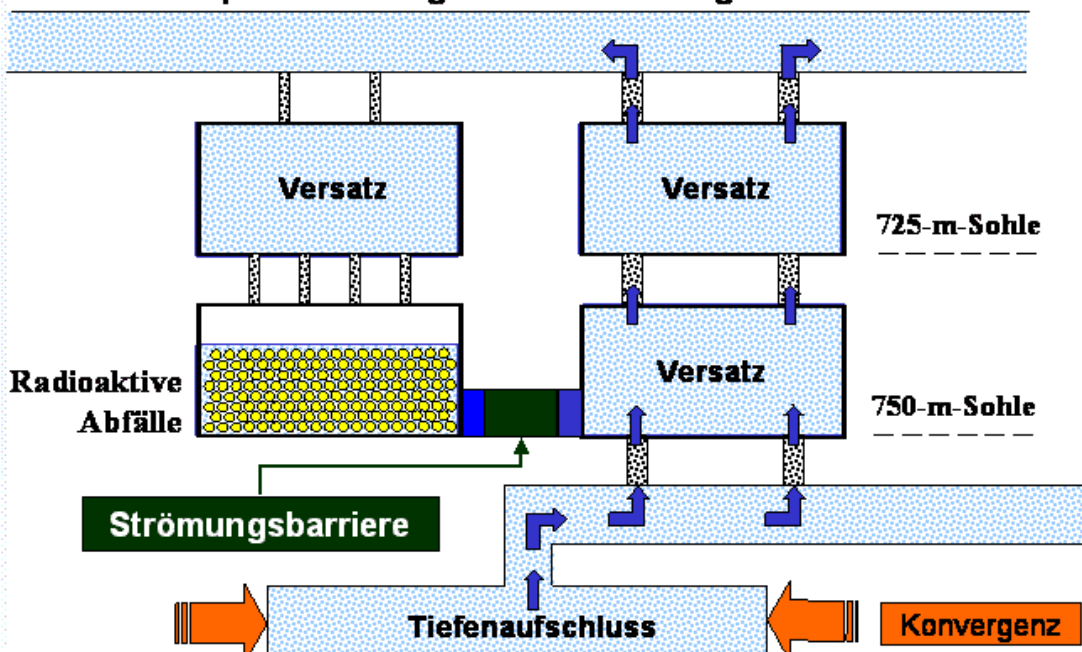 Versatz
Versatz
725-m-Sohle
Radioaktive
Abfälle
Versatz
750-m-Sohle
Strömungsbarriere
Tiefenaufschluss
Konvergenz